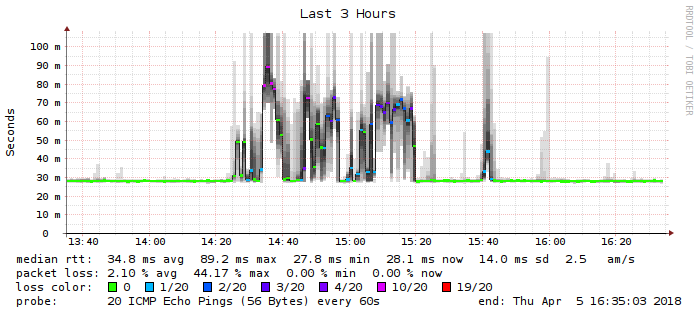 Last 3 Hours
RRDTOOL / TOBI OETIKER
Seconds
100 m
90 m
80 m
70 m
60 m
50 m
40 m
30 m
20 m
10 m
0
13:40 14:00 14:20 14:40 15:00 15:20 15:40 16:00 16:20
median rtt: 34.8 ms avg 89.2 ms max 27.8 ms min 28.1 ms now 14.0 ms sd 2.5 am/s
packet loss: 2.10 % avg 44.17 % max 0.00 % min 0.00 % now
loss color: 0 1/20 2/20 3/20 4/20 10/20 19/20
probe: 20 ICMP Echo Pings (56 Bytes) every 60s end: Thu Apr 5 16:35:03 2018